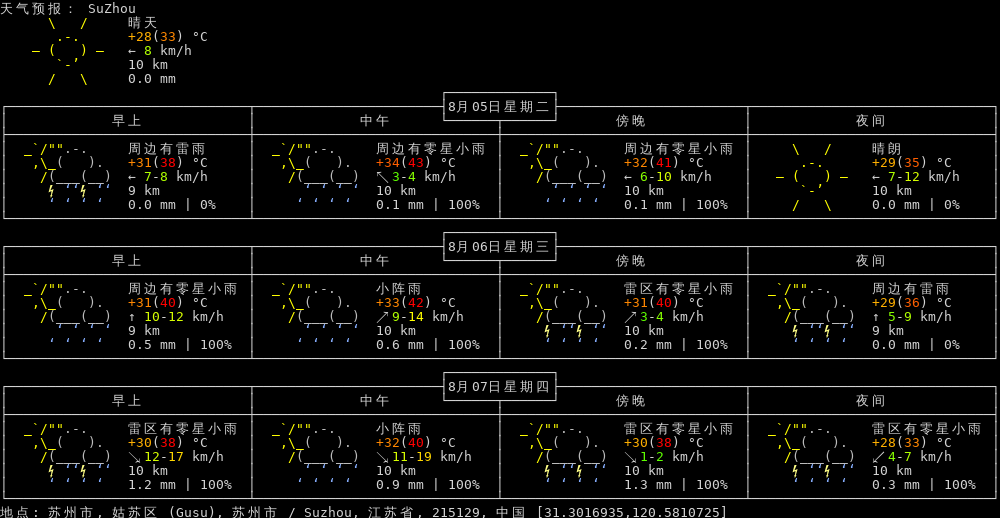 天气预报： SuZhou
晴天
+28(33) °C
← 8 km/h
10 km
0.0 mm
8月05日星期二
早上 中午 傍晚 夜间
周边有雷雨 周边有零星小雨 周边有零星小雨 晴朗
+31(38) °C +34(43) °C +32(41) °C +29(35) °C
← 7-8 km/h ↖ 3-4 km/h ← 6-10 km/h ← 7-12 km/h
9 km 10 km 10 km 10 km
0.0 mm | 0% 0.1 mm | 100% 0.1 mm | 100% 0.0 mm | 0%
8月06日星期三
早上 中午 傍晚 夜间
周边有零星小雨 小阵雨 雷区有零星小雨 周边有雷雨
+31(40) °C +33(42) °C +31(40) °C +29(36) °C
↑ 10-12 km/h ↗ 9-14 km/h ↗ 3-4 km/h ↑ 5-9 km/h
9 km 10 km 10 km 9 km
0.5 mm | 100% 0.6 mm | 100% 0.2 mm | 100% 0.0 mm | 0%
8月07日星期四
早上 中午 傍晚 夜间
雷区有零星小雨 小阵雨 雷区有零星小雨 雷区有零星小雨
+30(38) °C +32(40) °C +30(38) °C +28(33) °C
↘ 12-17 km/h ↘ 11-19 km/h ↘ 1-2 km/h ↙ 4-7 km/h
10 km 10 km 10 km 10 km
1.2 mm | 100% 0.9 mm | 100% 1.3 mm | 100% 0.3 mm | 100%
地点: 苏州市, 姑苏区 (Gusu), 苏州市 / Suzhou, 江苏省, 215129, 中国 [31.3016935,120.5810725]